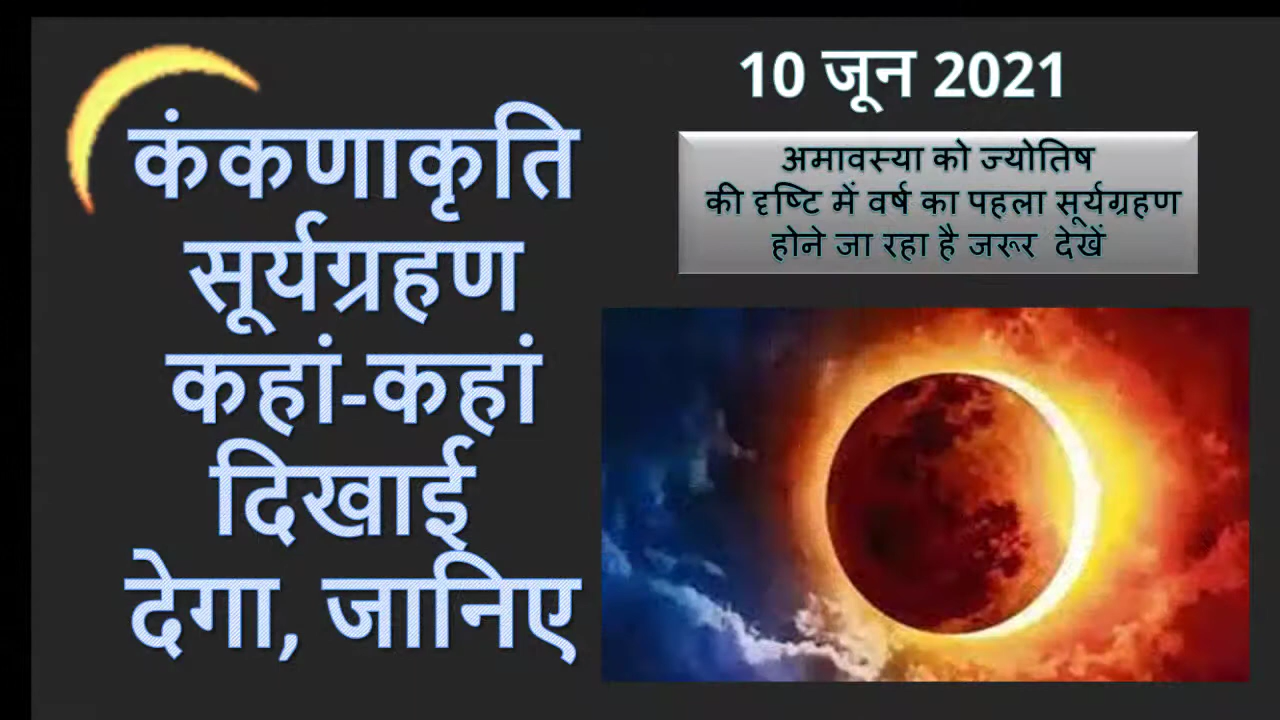 कंकणाकृति
सूर्यग्रहण
कहां-कहां
दिखाई
देगा, जानिए
10 जून 2021
अमावस्या को ज्योतिष
की दृष्टि में वर्ष का पहला सूर्यग्रहण
होने जा रहा है जरूर देखें